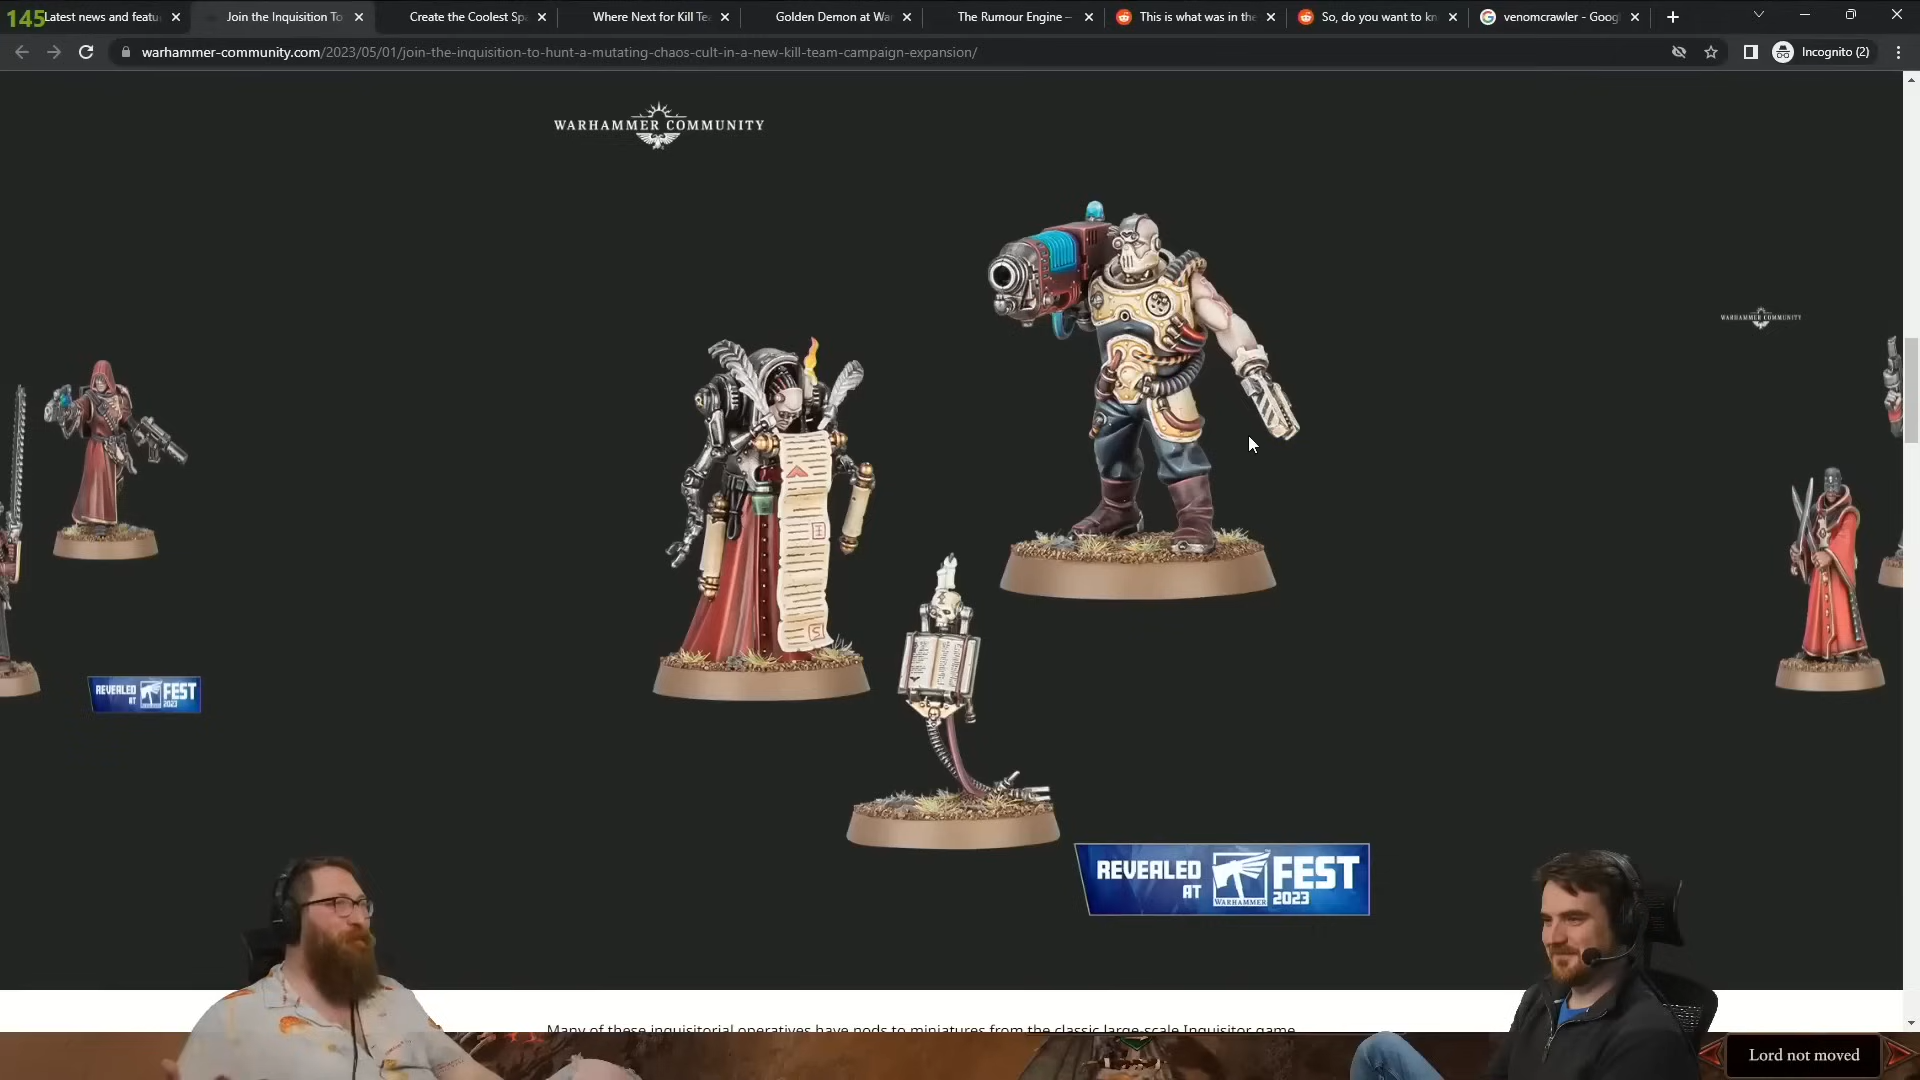 145
Latest news and featu
Join the Inquisition To
Create the Coolest Sp
Where Next for Kill Te
Golden Demon at Wa
The Rumour Engine –
This is what was in the
So, do you want to kn
venomcrawler - Goog
warhammer-community.com/2023/05/01/join-the-inquisition-to-hunt-a-mutating-chaos-cult-in-a-new-kill-team-campaign-expansion/
Incognito (2)
WARHAMMER COMMUNITY
WARHAMMER COMMUNITY
REVEALED AT FEST 2023
REVEALED
AT
WARHAMMER
FEST
2023
Many of these inquisitorial operatives have nods to miniatures from the classic large-scale Inquisitor game
Lord not moved